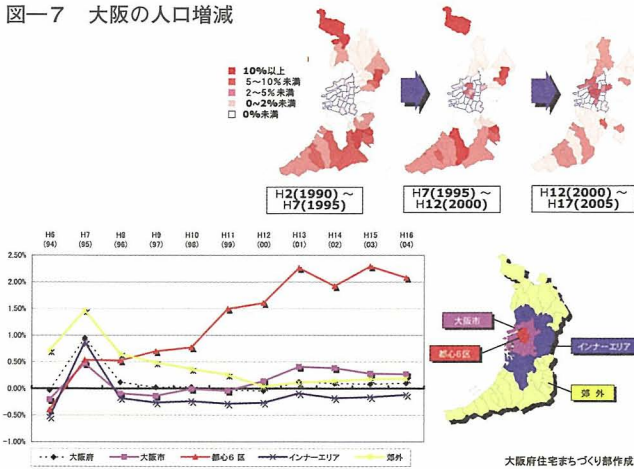 図―7 大阪の人口増減
10%以上
5～10%未満
2～5%未満
0～2%未満
0%未満
H2(1990) ～
H7(1995)
H7(1995) ～
H12(2000)
H12(2000) ～
H17(2005)
H6 H7 H8 H9 H10 H11 H12 H13 H14 H15 H16
(94) (95) (96) (97) (98) (99) (00) (01) (02) (03) (04)
2.50%
2.00%
1.50%
1.00%
0.50%
0.00%
-0.50%
-1.00%
大阪府 大阪市 都心6区 インナーエリア 郊外
大阪市
都心6区
インナーエリア
郊外
大阪府住宅まちづくり部作成